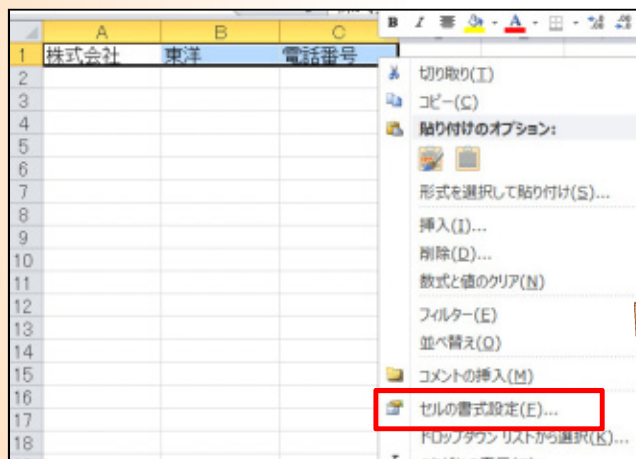 B I A
A B C
1 株式会社 東洋 電話番号
2
3
4
5
6
7
8
9
10
11
12
13
14
15
16
17
18
切り取り(T)
コピー(C)
貼り付けのオプション:
形式を選択して貼り付け(S)...
挿入(I)...
削除(D)...
数式と値のクリア(N)
フィルター(E)
並べ替え(O)
コメントの挿入(M)
セルの書式設定(F)...
ドロップダウン リストから選択(K)...